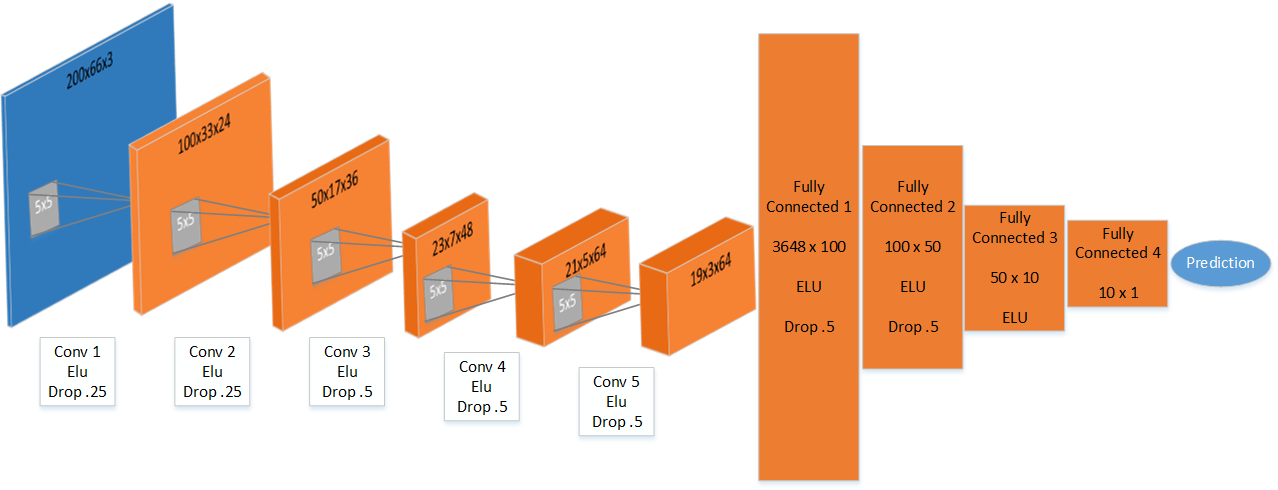 200x66x3
5x5
100x33x24
5x5
50x17x36
5x5
23x7x48
5x5
21x5x64
5x5
19x3x64
Conv 1
Elu
Drop .25
Conv 2
Elu
Drop .25
Conv 3
Elu
Drop .5
Conv 4
Elu
Drop .5
Conv 5
Elu
Drop .5
Fully
Connected 1
3648 x 100
ELU
Drop .5
Fully
Connected 2
100 x 50
ELU
Drop .5
Fully
Connected 3
50 x 10
ELU
Fully
Connected 4
10 x 1
Prediction